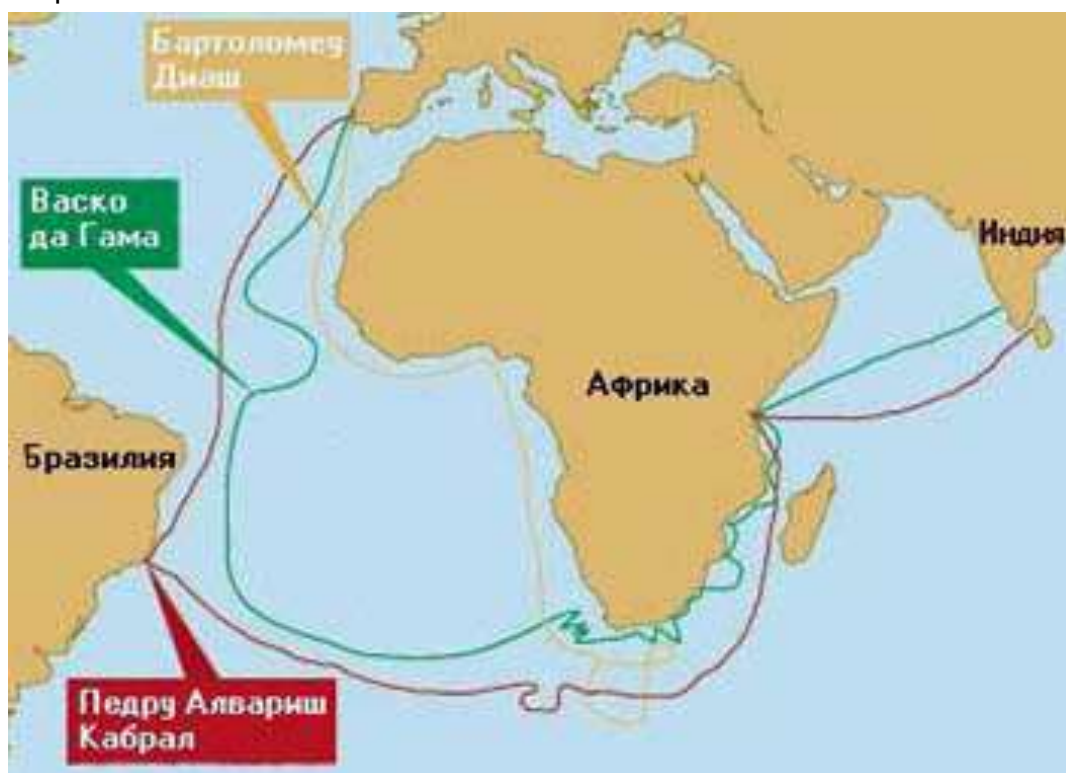 Бартоломеу
Диаш
Васко
да Гама
Индия
Африка
Бразилия
Педру Алвариш
Кабрал